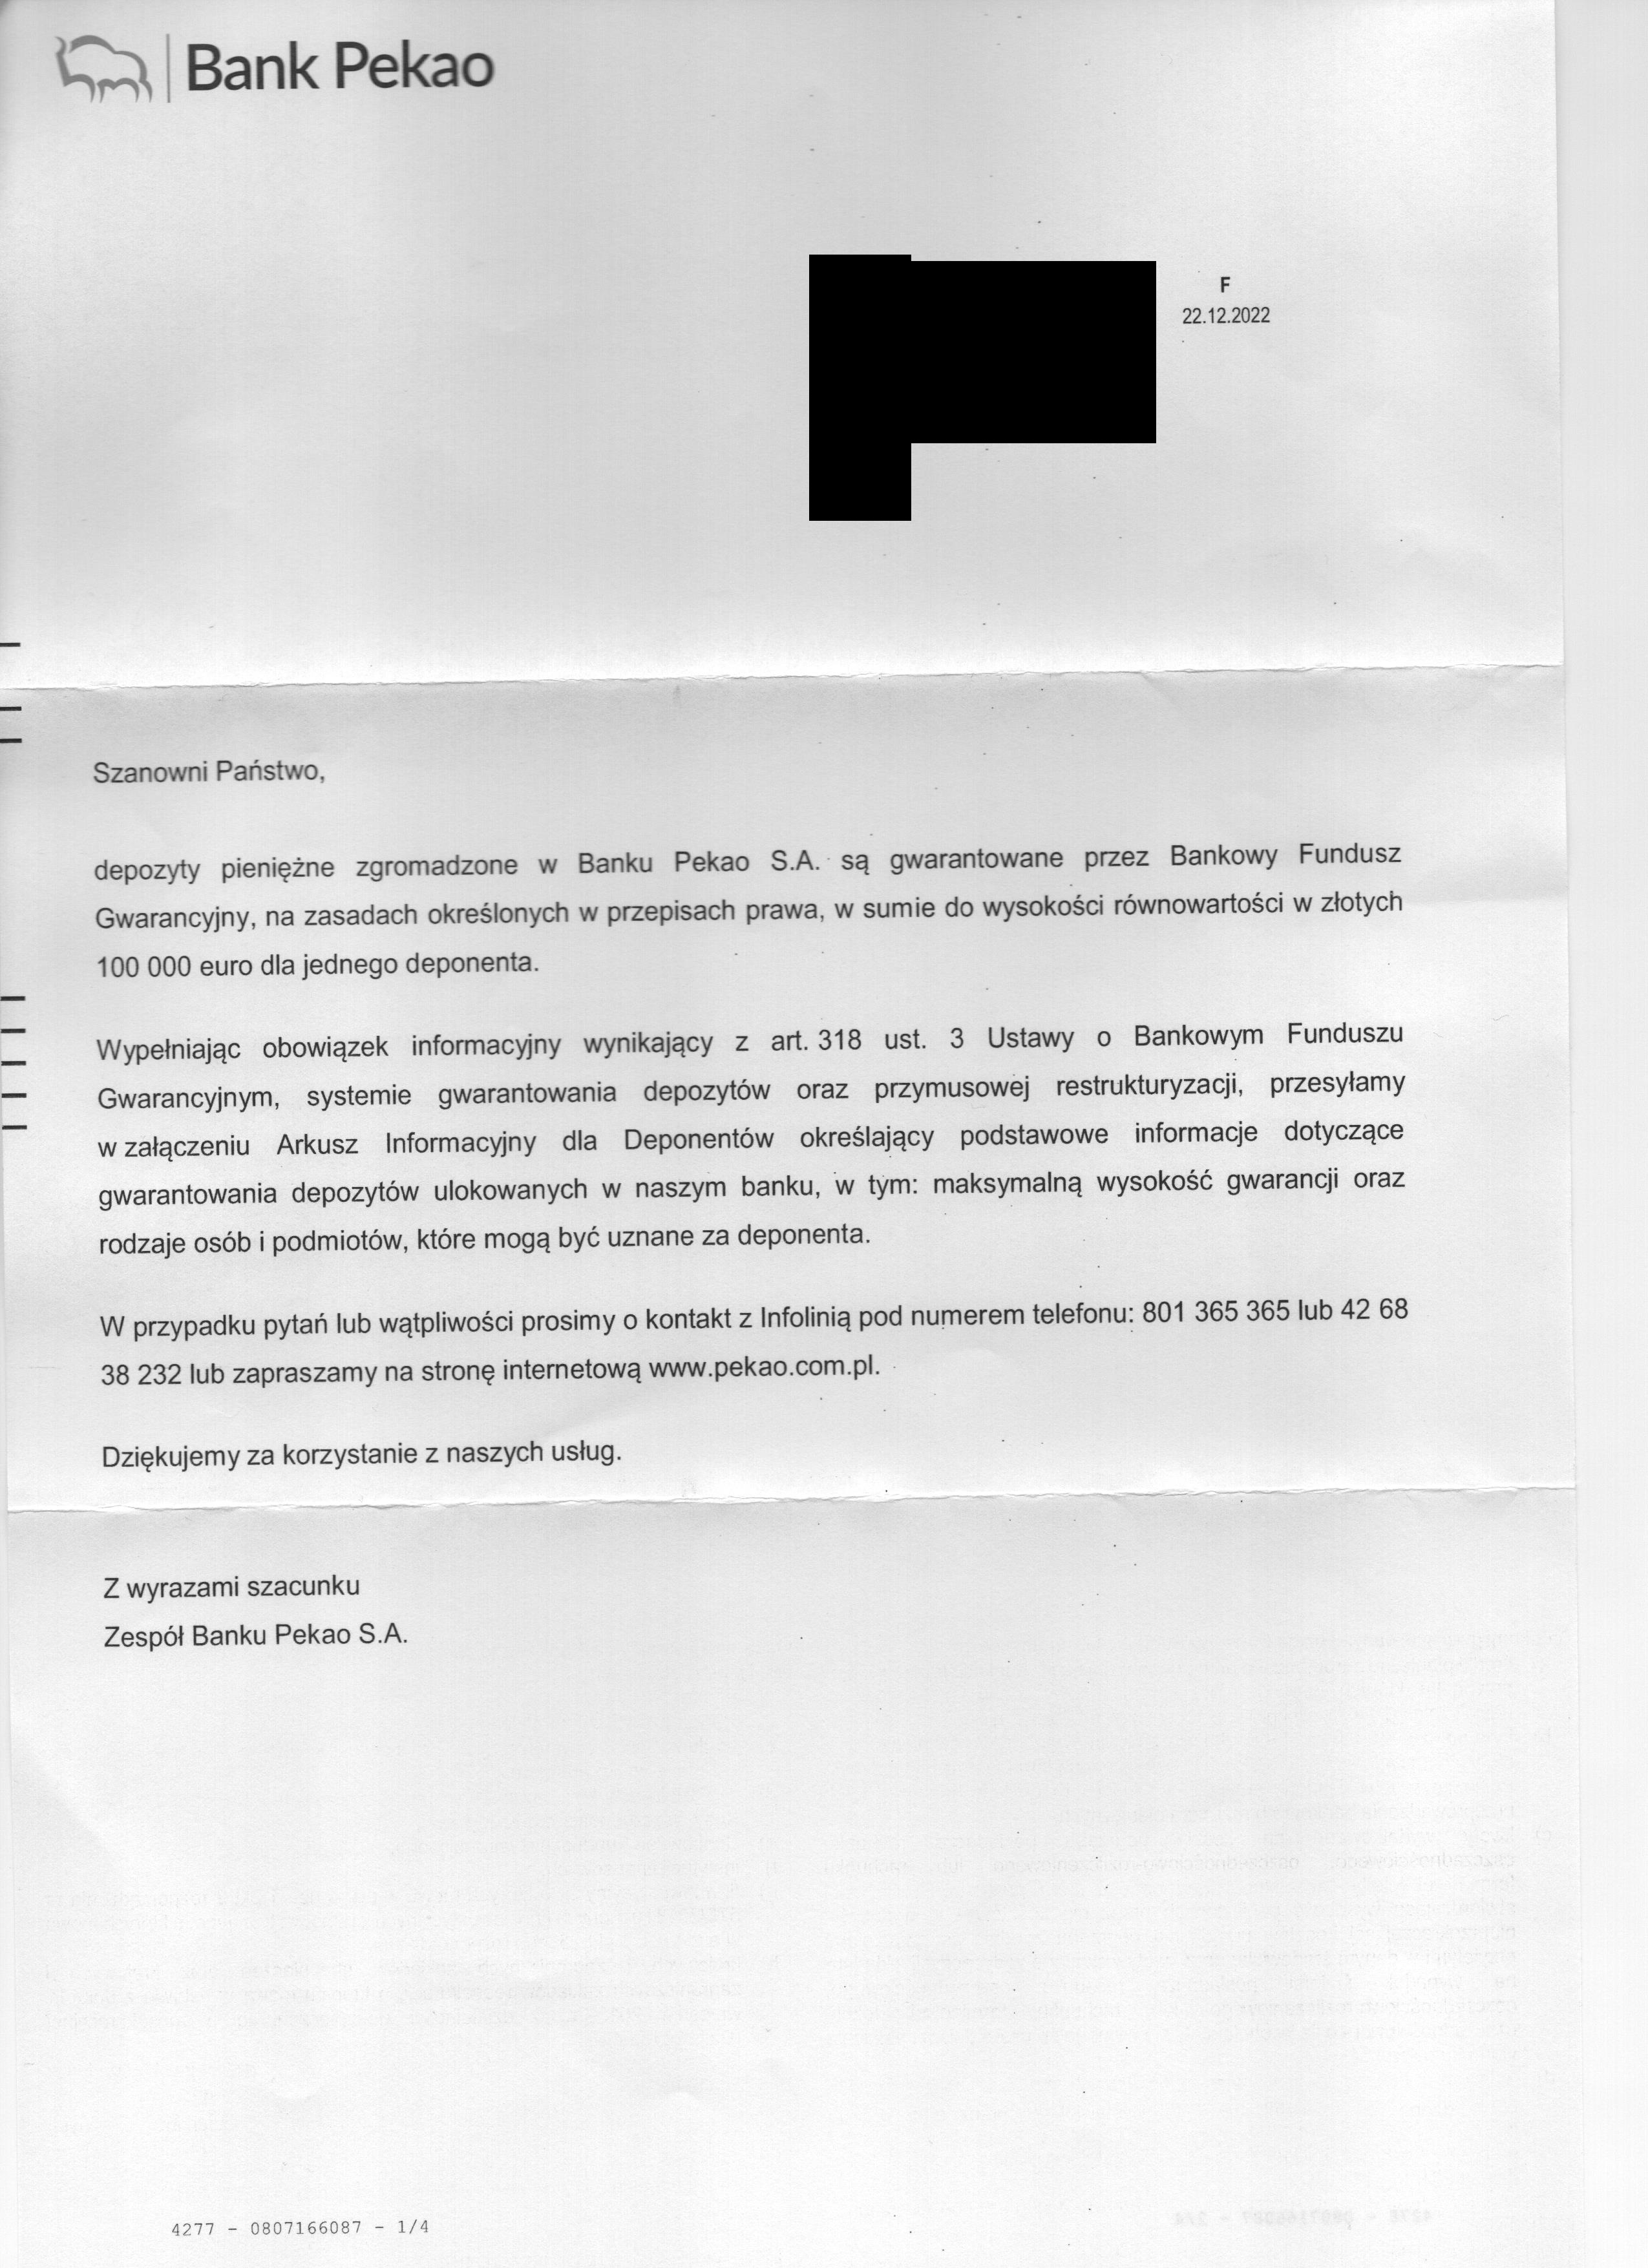 Bank Pekao
F
22.12.2022
Szanowni Państwo,
depozyty pieniężne zgromadzone w Banku Pekao S.A. są gwarantowane przez Bankowy Fundusz
Gwarancyjny, na zasadach określonych w przepisach prawa, w sumie do wysokości równowartości w złotych
100 000 euro dla jednego deponenta.
Wypełniając obowiązek informacyjny wynikający z art. 318 ust. 3 Ustawy o Bankowym Funduszu
Gwarancyjnym, systemie gwarantowania depozytów oraz przymusowej restrukturyzacji, przesyłamy
w załączeniu Arkusz Informacyjny dla Deponentów określający podstawowe informacje dotyczące
gwarantowania depozytów ulokowanych w naszym banku, w tym: maksymalną wysokość gwarancji oraz
rodzaje osób i podmiotów, które mogą być uznane za deponenta.
W przypadku pytań lub wątpliwości prosimy o kontakt z Infolinią pod numerem telefonu: 801 365 365 lub 42 68
38 232 lub zapraszamy na stronę internetową www.pekao.com.pl.
Dziękujemy za korzystanie z naszych usług.
Z wyrazami szacunku
Zespół Banku Pekao S.A.
4277 - 0807166087 - 1/4